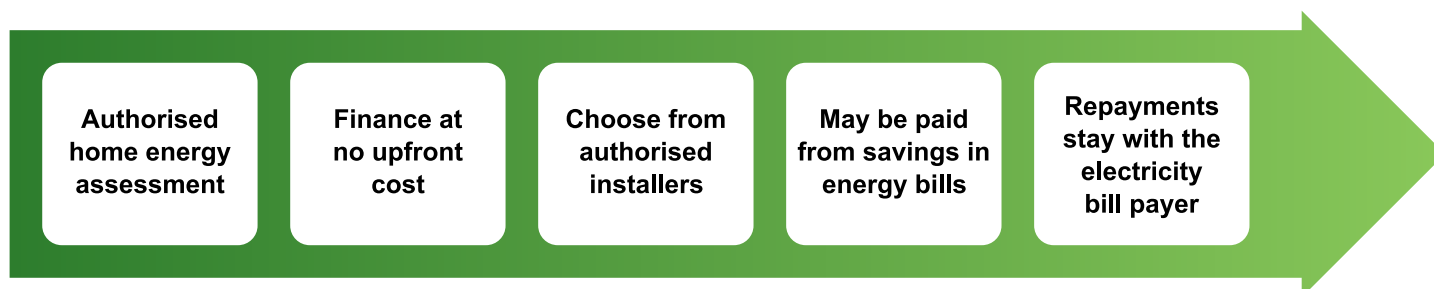 Authorised
home energy
assessment
Finance at
no upfront
cost
Choose from
authorised
installers
May be paid
from savings in
energy bills
Repayments
stay with the
electricity
bill payer